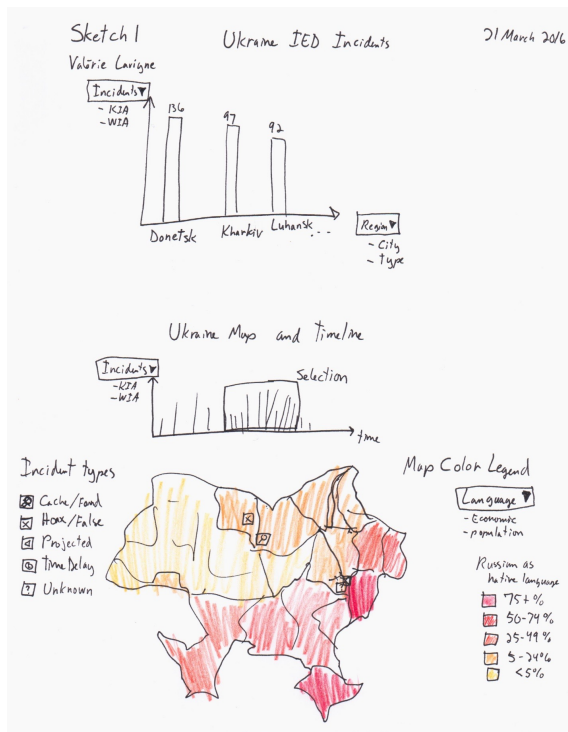 Sketch 1
Ukraine IED Incidents
21 March 2016
Valérie Lavigne
Incidents ▼
- KIA
- WIA
136
97
92
Donetsk
Kharkiv
Luhansk
...
Region ▼
- City
- type
Ukraine Map and Timeline
Incidents ▼
- KIA
- WIA
Selection
time
Incident types
Cache/Found
Hoax/False
Projected
Time Delay
? Unknown
Map Color Legend
Language ▼
- Economic
- population
Russian as
native language
75+%
50-74%
25-49%
5-24%
<5%